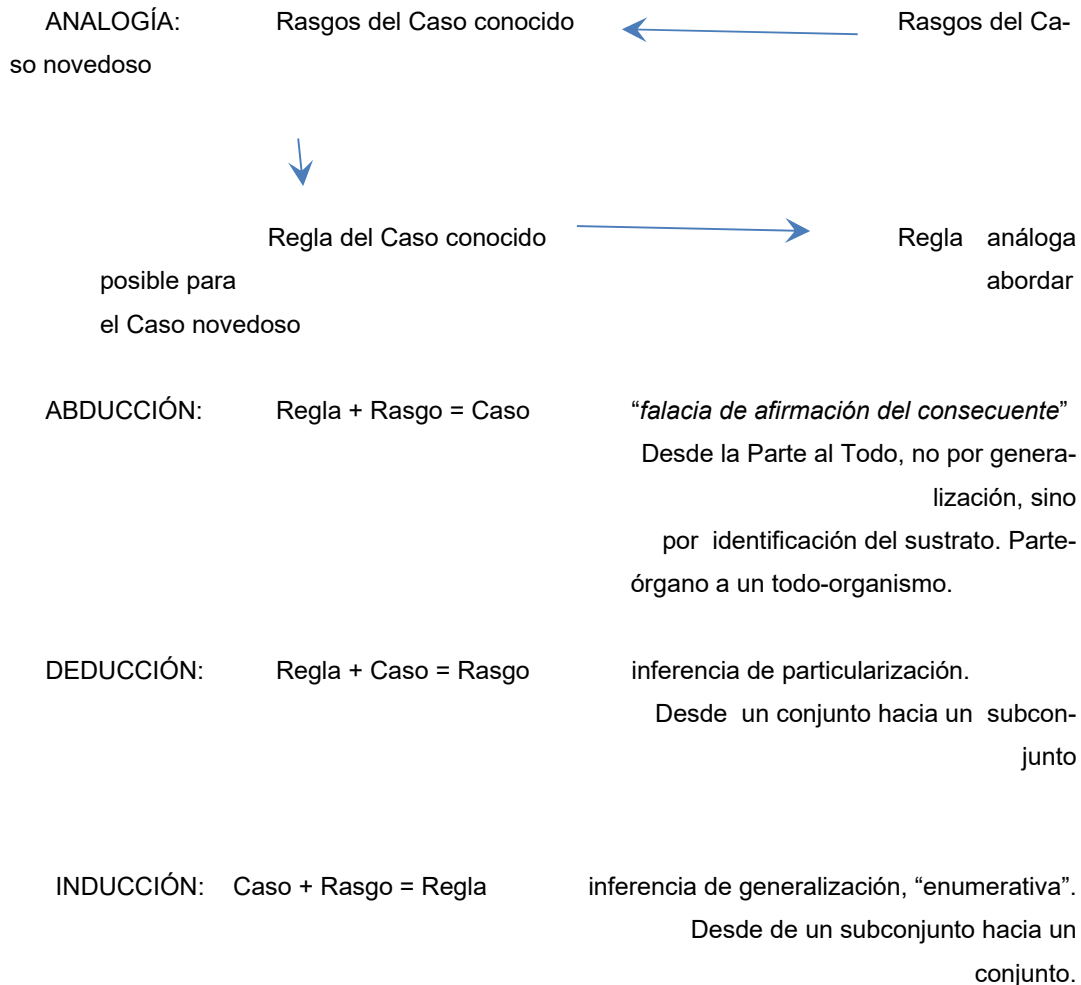 ANALOGÍA: Rasgos del Caso conocido Rasgos del Ca-
so novedoso
Regla del Caso conocido Regla análoga
posible para abordar
el Caso novedoso
ABDUCCIÓN: Regla + Rasgo = Caso “falacia de afirmación del consecuente”
Desde la Parte al Todo, no por genera-
lización, sino
por identificación del sustrato. Parte-
órgano a un todo-organismo.
DEDUCCIÓN: Regla + Caso = Rasgo inferencia de particularización.
Desde un conjunto hacia un subcon-
junto
INDUCCIÓN: Caso + Rasgo = Regla inferencia de generalización, “enumerativa”.
Desde de un subconjunto hacia un
conjunto.